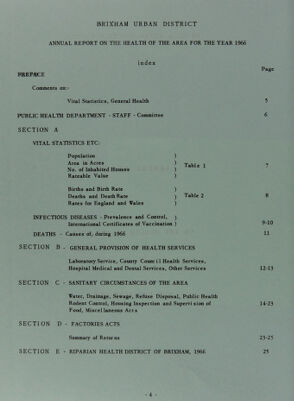 BRIXHAM URBAN DISTRICT
ANNUAL REPORT ON THE HEALTH OF THE AREA FOR THE YEAR 1966
index
Page
PREFACE
Comments on:-
Vital Statistics, General Health 5
PUBLIC HEALTH DEPARTMENT - STAFF - Committee 6
SECTION A
VITAL STATISTICS ETC:
Population )
Area in Acres )
No. of Inhabited Houses ) Table 1 7
Rateable Value )
Births and Birth Rate )
Deaths and Death Rate ) Table 2 8
Rates for England and Wales )
INFECTIOUS DISEASES - Prevalence and Control, )
International Certificates of Vaccination ) 9-10
DEATHS - Causes of, during 1966 11
SECTION B - GENERAL PROVISION OF HEALTH SERVICES
Laboratory Service, County Council Health Services,
Hospital Medical and Dental Services, Other Services 12-13
SECTION C - SANITARY CIRCUMSTANCES OF THE AREA
Water, Drainage, Sewage, Refuse Disposal, Public Health
Rodent Control, Housing Inspection and Supervision of 14-23
Food, Miscellaneous Acts
SECTION D - FACTORIES ACTS
Summary of Returns 23-25
SECTION E - RIPARIAN HEALTH DISTRICT OF BRIXHAM, 1966 25
- 4 -